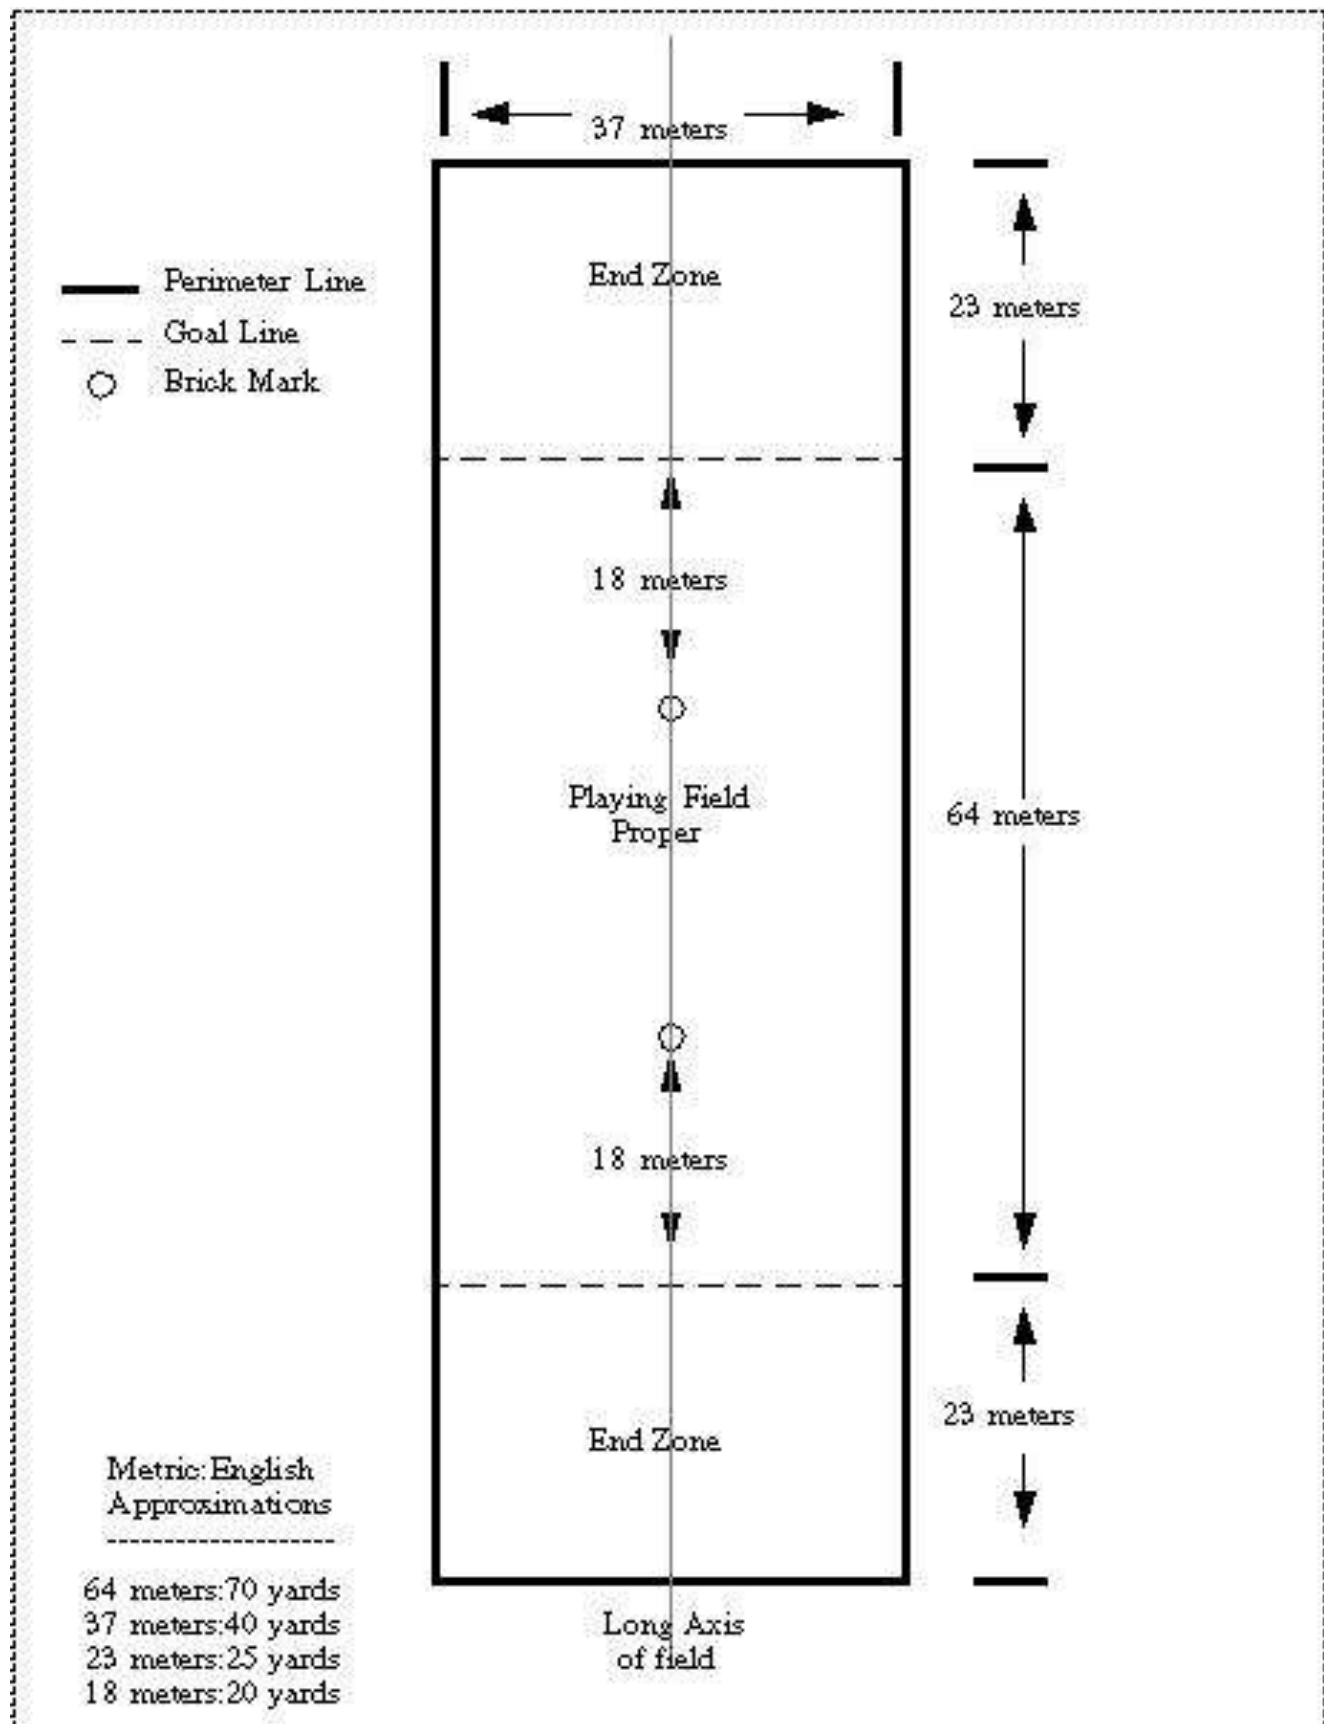 37 meters
End Zone
23 meters
Perimeter Line
Goal Line
Brick Mark
18 meters
Playing Field
Proper
64 meters
18 meters
End Zone
23 meters
Metric:English
Approximations
--------------------
64 meters:70 yards
37 meters:40 yards
23 meters:25 yards
18 meters:20 yards
Long Axis
of field